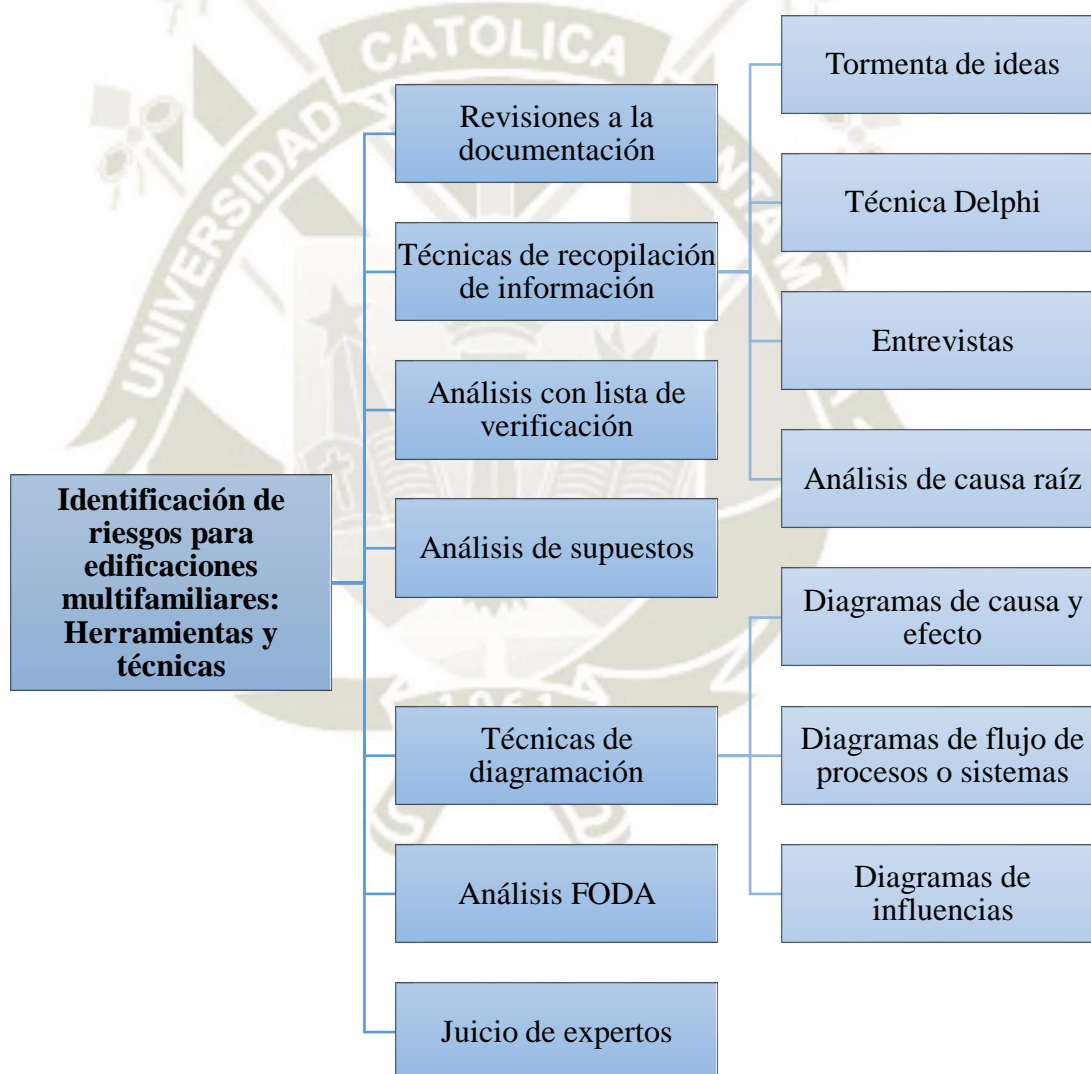 CATOLICA
UNIVERSIDAD
Identificación de
riesgos para
edificaciones
multifamiliares:
Herramientas y
técnicas
Revisiones a la
documentación
Técnicas de recopilación
de información
Análisis con lista de
verificación
Análisis de supuestos
Técnicas de
diagramación
Análisis FODA
Juicio de expertos
Tormenta de ideas
Técnica Delphi
Entrevistas
Análisis de causa raíz
Diagramas de causa y
efecto
Diagramas de flujo de
procesos o sistemas
Diagramas de
influencias
1961